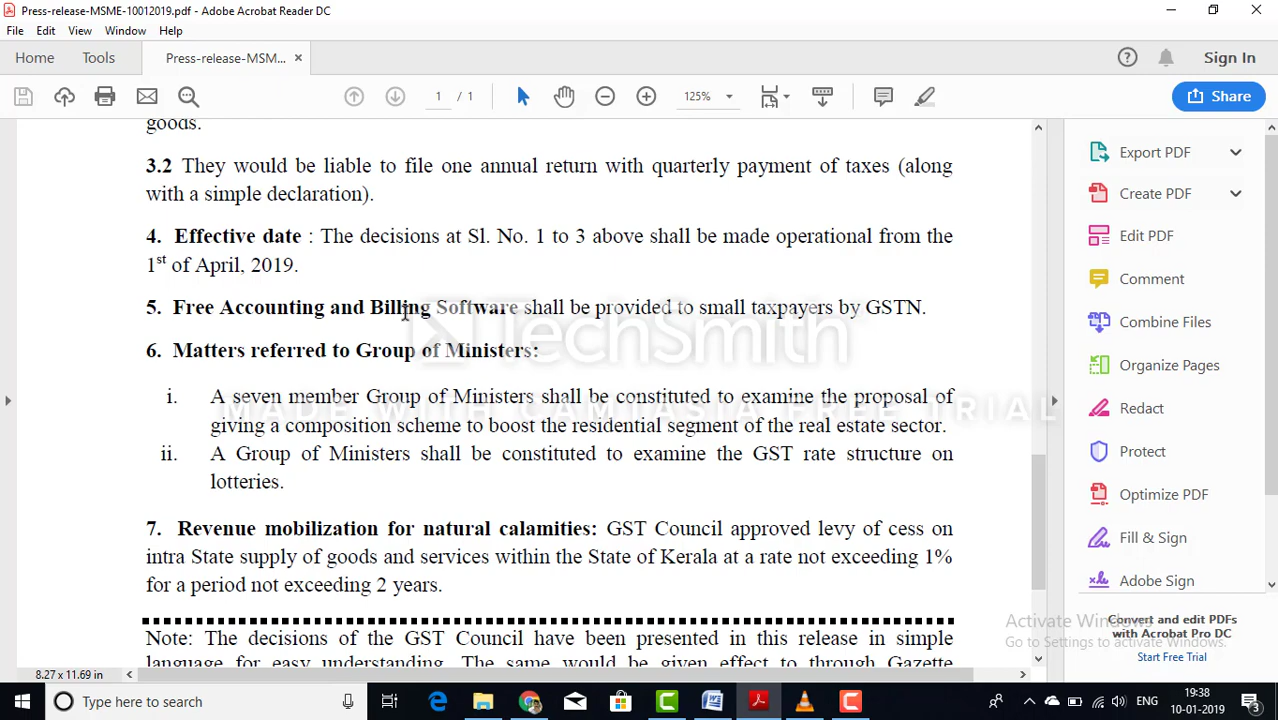 Press-release-MSME-10012019.pdf - Adobe Acrobat Reader DC
File Edit View Window Help
Home Tools Press-release-MSM... × Sign In
1 / 1 125% Share
goods.
3.2 They would be liable to file one annual return with quarterly payment of taxes (along
with a simple declaration).
4. Effective date : The decisions at Sl. No. 1 to 3 above shall be made operational from the
1st of April, 2019.
5. Free Accounting and Billing Software shall be provided to small taxpayers by GSTN.
6. Matters referred to Group of Ministers:
i. A seven member Group of Ministers shall be constituted to examine the proposal of
giving a composition scheme to boost the residential segment of the real estate sector.
ii. A Group of Ministers shall be constituted to examine the GST rate structure on
lotteries.
7. Revenue mobilization for natural calamities: GST Council approved levy of cess on
intra State supply of goods and services within the State of Kerala at a rate not exceeding 1%
for a period not exceeding 2 years.
Note: The decisions of the GST Council have been presented in this release in simple
language for easy understanding. The same would be given effect to through Gazette
8.27 x 11.69 in
TechSmith
MADE WITH CAMTASIA FREE TRIAL
Export PDF
Create PDF
Edit PDF
Comment
Combine Files
Organize Pages
Redact
Protect
Optimize PDF
Fill & Sign
Adobe Sign
Convert and edit PDFs
with Acrobat Pro DC
Start Free Trial
Activate Windows
Go to Settings to activate Windows.
Type here to search
ENG
19:38
10-01-2019
3